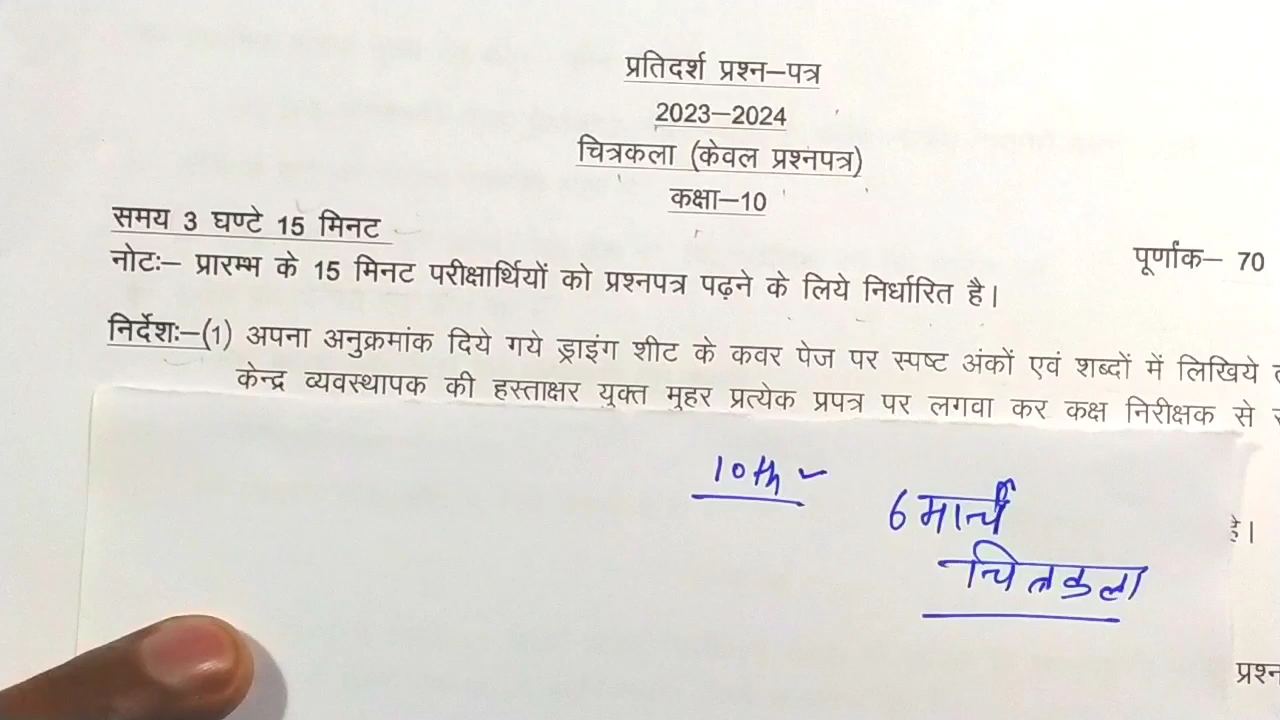 प्रतिदर्श प्रश्न–पत्र
2023–2024
चित्रकला (केवल प्रश्नपत्र)
कक्षा–10
समय 3 घण्टे 15 मिनट
पूर्णांक– 70
नोटः– प्रारम्भ के 15 मिनट परीक्षार्थियों को प्रश्नपत्र पढ़ने के लिये निर्धारित है।
निर्देशः–(1) अपना अनुक्रमांक दिये गये ड्राइंग शीट के कवर पेज पर स्पष्ट अंकों एवं शब्दों में लिखिये
केन्द्र व्यवस्थापक की हस्ताक्षर युक्त मुहर प्रत्येक प्रपत्र पर लगवा कर कक्ष निरीक्षक से
10th
6 मार्च
है।
चित्रकला
प्रश्न